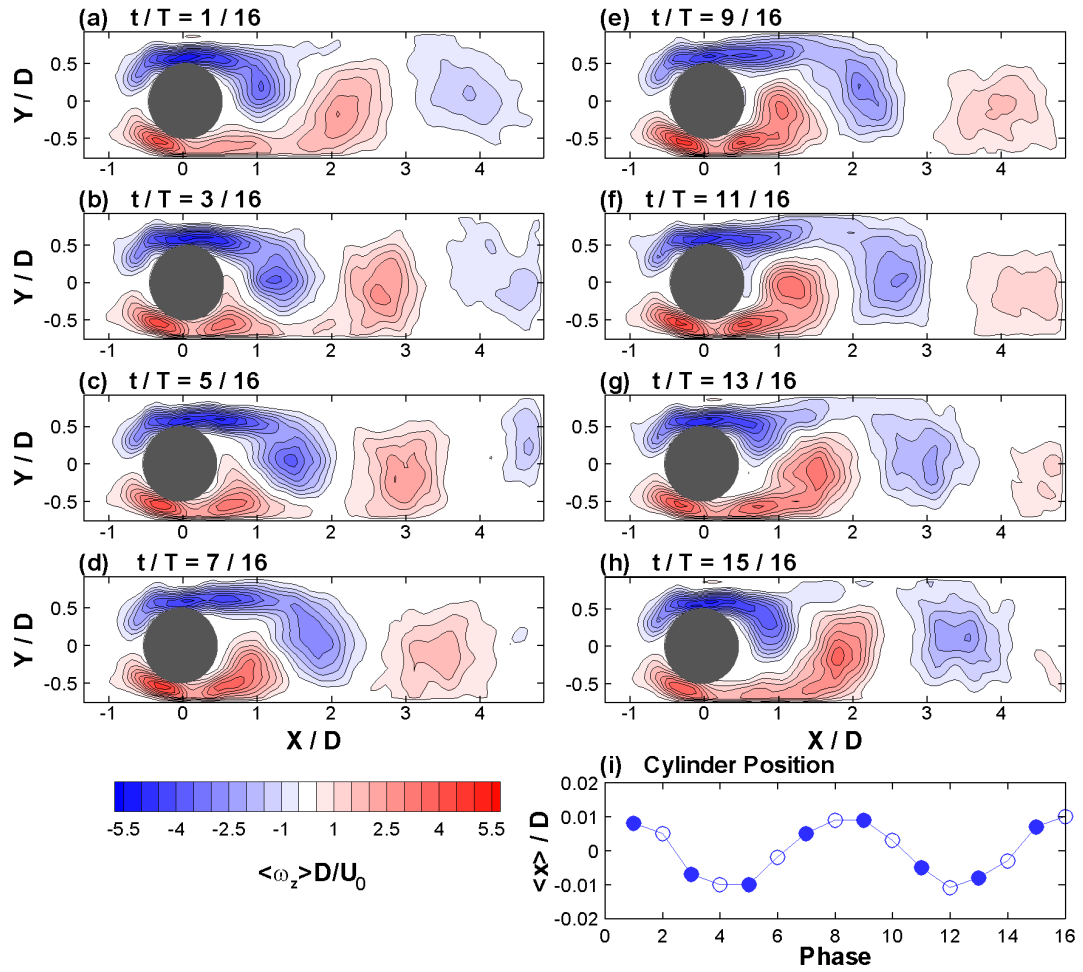 (a) t / T = 1 / 16
Y / D
0.5
0
-0.5
-1 0 1 2 3 4
(b) t / T = 3 / 16
Y / D
0.5
0
-0.5
-1 0 1 2 3 4
(c) t / T = 5 / 16
Y / D
0.5
0
-0.5
-1 0 1 2 3 4
(d) t / T = 7 / 16
Y / D
0.5
0
-0.5
-1 0 1 2 3 4
X / D
(e) t / T = 9 / 16
0.5
0
-0.5
-1 0 1 2 3 4
(f) t / T = 11 / 16
0.5
0
-0.5
-1 0 1 2 3 4
(g) t / T = 13 / 16
0.5
0
-0.5
-1 0 1 2 3 4
(h) t / T = 15 / 16
0.5
0
-0.5
-1 0 1 2 3 4
X / D
-5.5 -4 -2.5 -1 1 2.5 4 5.5
<ω_z>D/U_0
(i) Cylinder Position
<x> / D
0.02
0.01
0
-0.01
-0.02
0 2 4 6 8 10 12 14 16
Phase